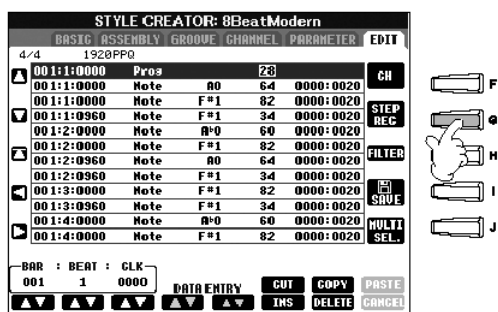 STYLE CREATOR: 8BeatModern
BASIC ASSEMBLY GROOVE CHANNEL PARAMETER EDIT
4/4 1920PPQ
001:1:0000 Prog 28
001:1:0000 Note A0 64 0000:0020
001:1:0000 Note F#1 82 0000:0020
001:1:0960 Note F#1 34 0000:0020
001:2:0000 Note A♭0 60 0000:0020
001:2:0000 Note F#1 82 0000:0020
001:2:0960 Note A0 64 0000:0020
001:2:0960 Note F#1 34 0000:0020
001:3:0000 Note F#1 82 0000:0020
001:3:0960 Note F#1 34 0000:0020
001:4:0000 Note A♭0 60 0000:0020
001:4:0000 Note F#1 82 0000:0020
CH
STEP REC
FILTER
SAVE
MULTI SEL.
F
G
H
I
J
BAR : BEAT : CLK
001 1 0000
DATA ENTRY
CUT COPY PASTE
INS DELETE CANCEL